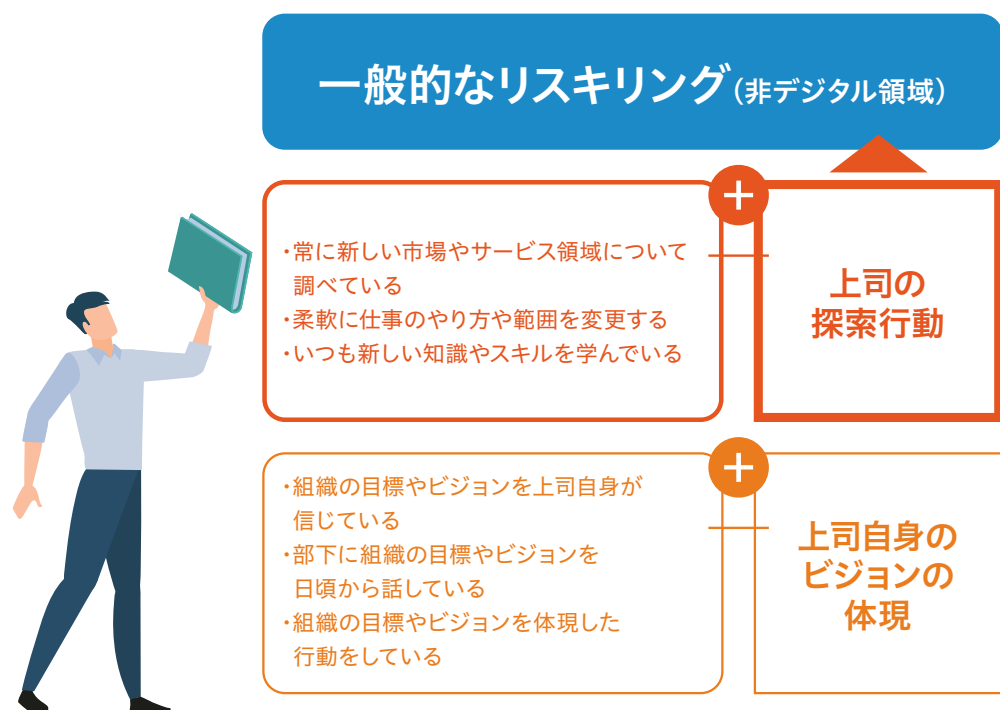 一般的なリスキリング（非デジタル領域）
・常に新しい市場やサービス領域について
調べている
・柔軟に仕事のやり方や範囲を変更する
・いつも新しい知識やスキルを学んでいる
上司の
探索行動
・組織の目標やビジョンを上司自身が
信じている
・部下に組織の目標やビジョンを
日頃から話している
・組織の目標やビジョンを体現した
行動をしている
上司自身の
ビジョンの
体現